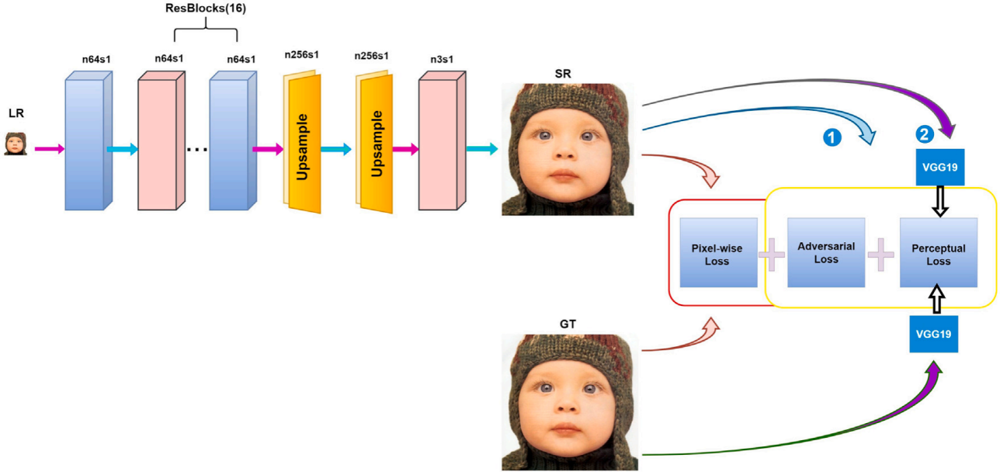 ResBlocks(16)
n64s1
n64s1
n64s1
n256s1
n256s1
n3s1
LR
Upsample
Upsample
SR
1
2
VGG19
Pixel-wise
Loss
Adversarial
Loss
Perceptual
Loss
GT
VGG19